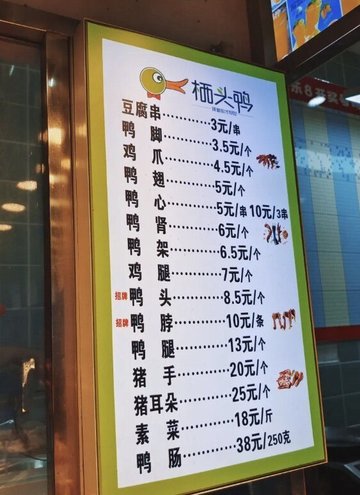 栖头鸭
豆腐串………3元/串
鸭脚………3.5元/个
鸡爪………4.5元/个
鸭翅………5元/个
鸭心………5元/串 10元/3串
鸭肾………6元/个
鸭架………6.5元/个
鸡腿………7元/个
招牌 鸭头………8.5元/个
招牌 鸭脖………10元/条
鸭腿………13元/个
猪手………20元/个
猪耳朵………25元/个
素菜………18元/斤
鸭肠………38元/250克